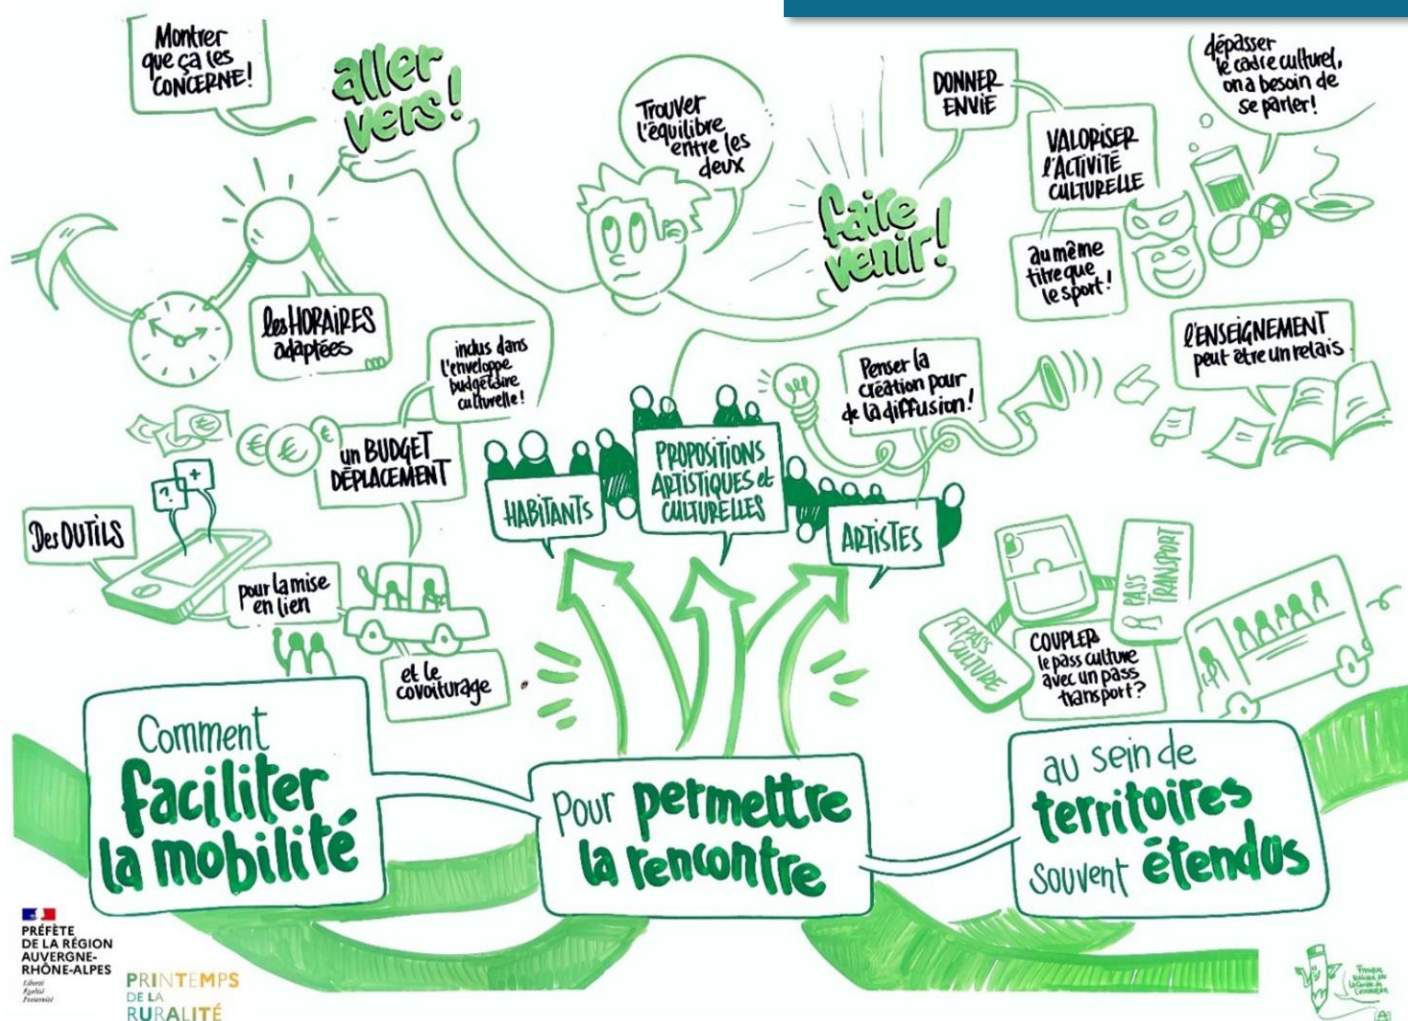 Montrer
que ça les
CONCERNE!
aller
vers!
Trouver
l'équilibre
entre les
deux
faire
venir!
DONNER
ENVIE
VALORISER
l'ACTIVITÉ
CULTURELLE
au même
titre que
le sport!
dépasser
le cadre culturel,
on a besoin de
se parler!
les HORAIRES
adaptées
inclus dans
l'enveloppe
budgétaire
culturelle!
un BUDGET
DÉPLACEMENT
Penser la
création pour
de la diffusion!
l'ENSEIGNEMENT
peut être un relais
HABITANTS
PROPOSITIONS
ARTISTIQUES et
CULTURELLES
ARTISTES
? +
Des OUTILS
pour la mise
en lien
et le
covoiturage
PASS
CULTURE
PASS
TRANSPORT
COUPLER
le pass culture
avec un pass
transport?
Comment
faciliter
la mobilité
pour permettre
la rencontre
au sein de
territoires
souvent étendus
PRÉFÈTE
DE LA RÉGION
AUVERGNE-
RHÔNE-ALPES
Liberté
Égalité
Fraternité
PRINTEMPS
DE LA
RURALITÉ